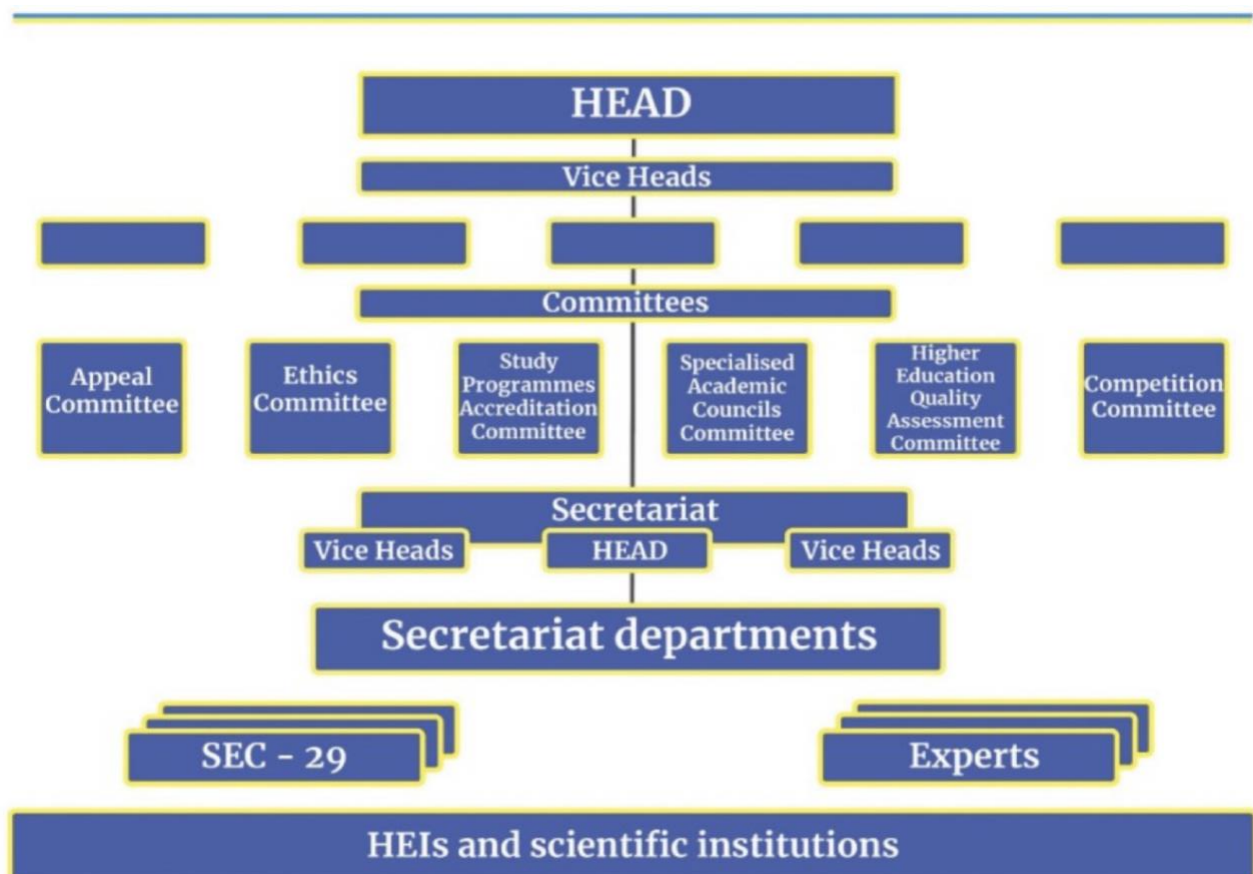 HEAD
Vice Heads
Committees
Appeal
Committee
Ethics
Committee
Study
Programmes
Accreditation
Committee
Specialised
Academic
Councils
Committee
Higher
Education
Quality
Assessment
Committee
Competition
Committee
Secretariat
Vice Heads
HEAD
Vice Heads
Secretariat departments
SEC - 29
Experts
HEIs and scientific institutions